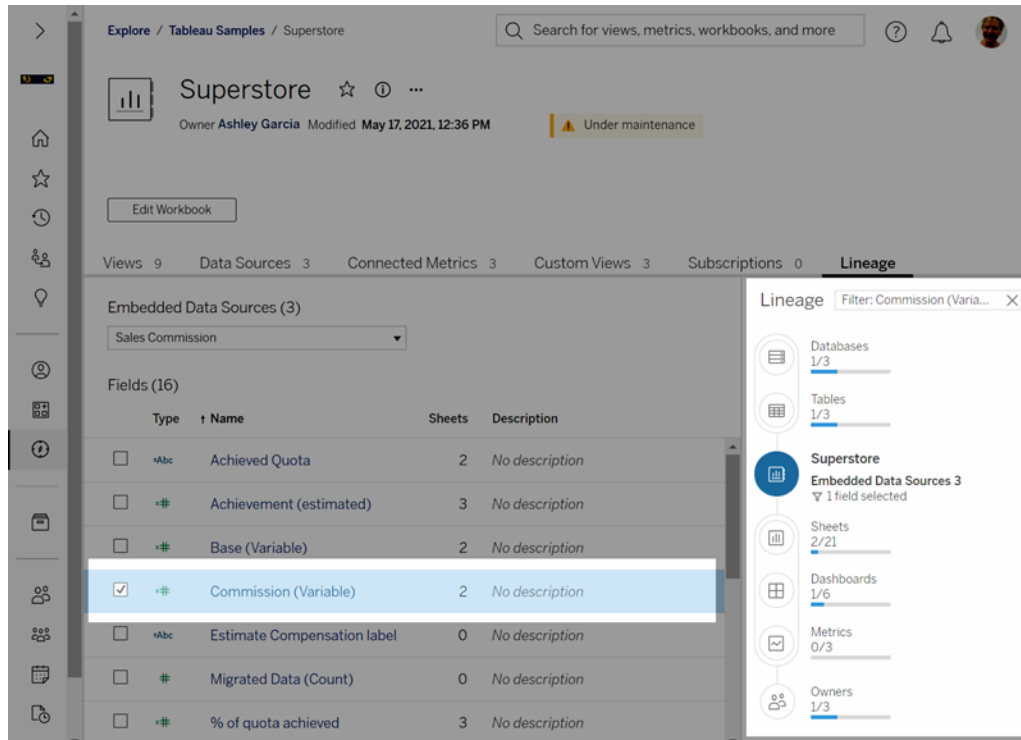 Explore / Tableau Samples / Superstore
Search for views, metrics, workbooks, and more
Superstore
Owner Ashley Garcia Modified May 17, 2021, 12:36 PM
Under maintenance
Edit Workbook
Views 9 Data Sources 3 Connected Metrics 3 Custom Views 3 Subscriptions 0 Lineage
Embedded Data Sources (3)
Sales Commission
Fields (16)
Type ↑ Name Sheets Description
=Abc Achieved Quota 2 No description
=# Achievement (estimated) 3 No description
=# Base (Variable) 2 No description
=# Commission (Variable) 2 No description
=Abc Estimate Compensation label 0 No description
# Migrated Data (Count) 0 No description
=# % of quota achieved 3 No description
Lineage Filter: Commission (Varia...
Databases
1/3
Tables
1/3
Superstore
Embedded Data Sources 3
1 field selected
Sheets
2/21
Dashboards
1/6
Metrics
0/3
Owners
1/3